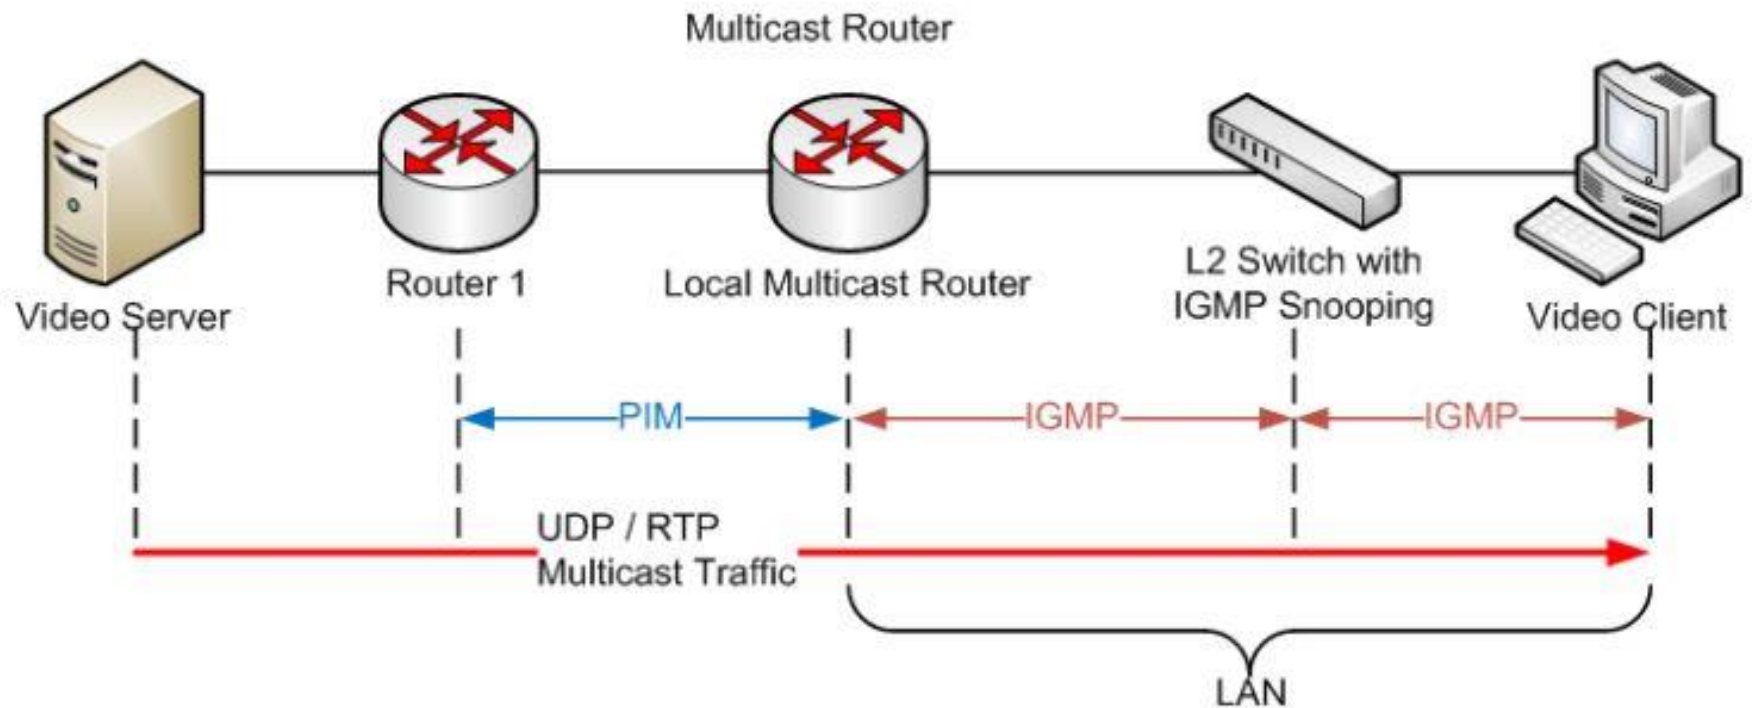 Multicast Router
Router 1
Local Multicast Router
L2 Switch with
IGMP Snooping
Video Server
Video Client
PIM
IGMP
IGMP
UDP / RTP
Multicast Traffic
LAN